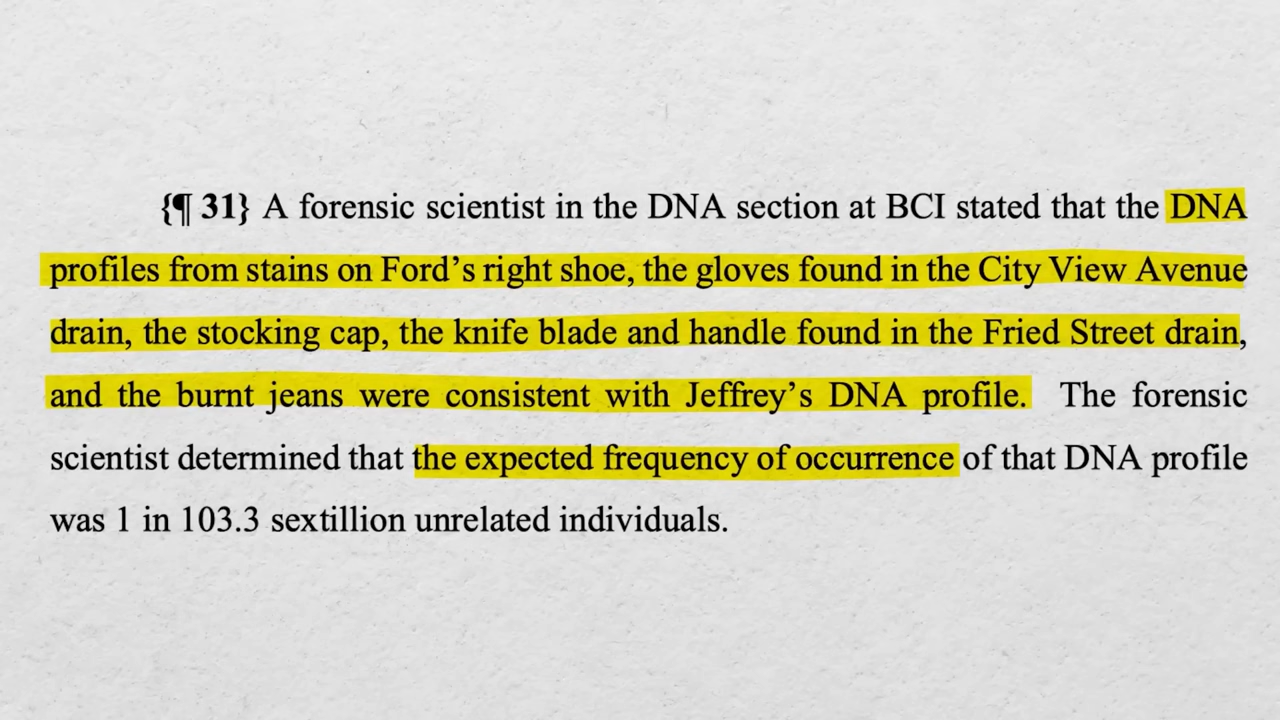 {¶ 31} A forensic scientist in the DNA section at BCI stated that the DNA
profiles from stains on Ford’s right shoe, the gloves found in the City View Avenue
drain, the stocking cap, the knife blade and handle found in the Fried Street drain,
and the burnt jeans were consistent with Jeffrey’s DNA profile. The forensic
scientist determined that the expected frequency of occurrence of that DNA profile
was 1 in 103.3 sextillion unrelated individuals.